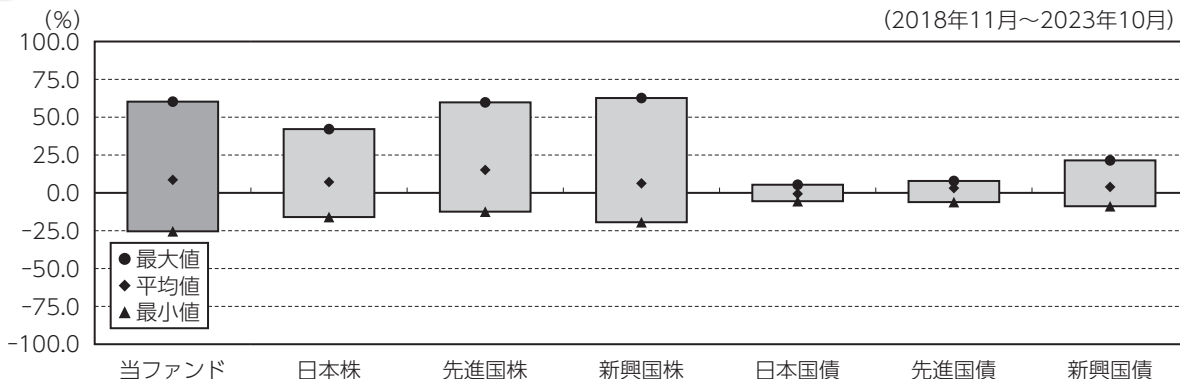 (%)
(2018年11月～2023年10月)
100.0
75.0
50.0
25.0
0.0
-25.0
-50.0
-75.0
-100.0
●最大値
◆平均値
▲最小値
当ファンド 日本株 先進国株 新興国株 日本国債 先進国債 新興国債